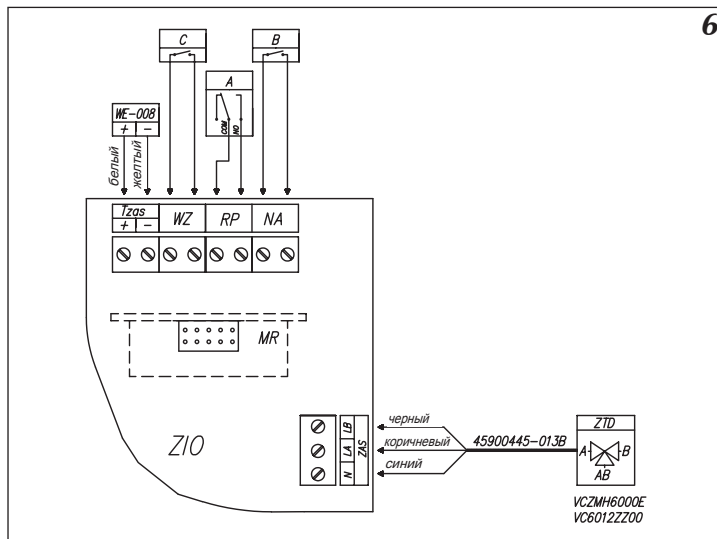 6
C
B
A
COM
NO
WE-008
+ −
белый
желтый
Tzas
+ −
WZ
RP
NA
MR
ZIO
LB
LA
N
ZAS
черный
коричневый
синий
45900445-013B
ZTD
A
B
AB
VCZMH6000E
VC6012ZZ00